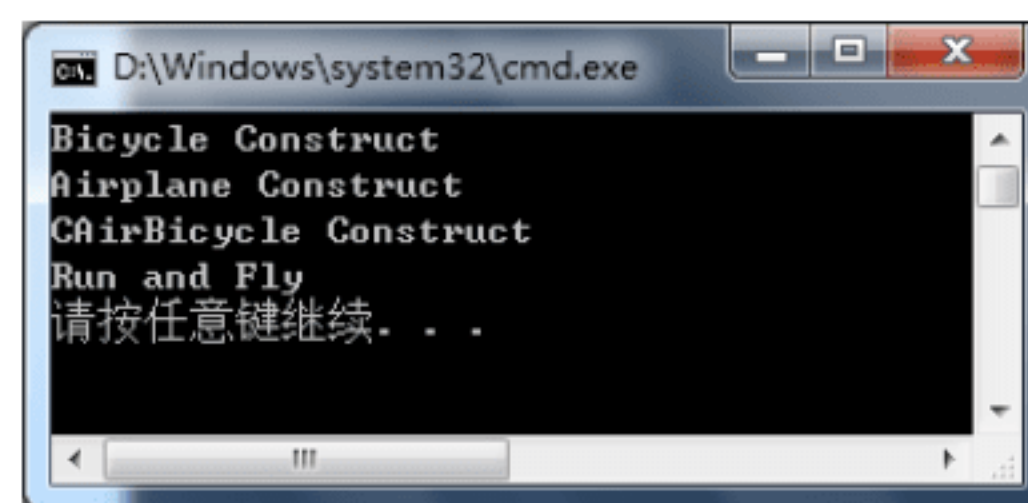 D:\Windows\system32\cmd.exe
Bicycle Construct
Airplane Construct
CAirBicycle Construct
Run and Fly
请按任意键继续. . .